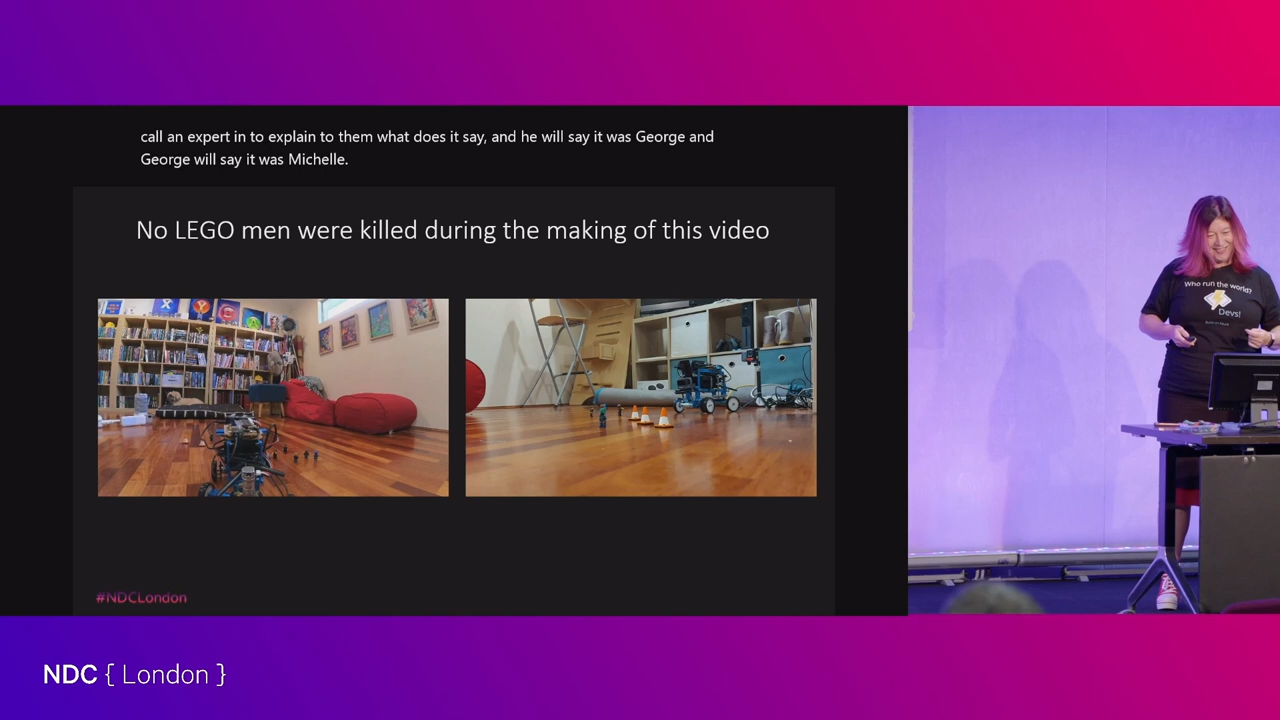 call an expert in to explain to them what does it say, and he will say it was George and
George will say it was Michelle.
No LEGO men were killed during the making of this video
X
Y
C
Who run the world?
Devs!
#NDCLondon
NDC { London }